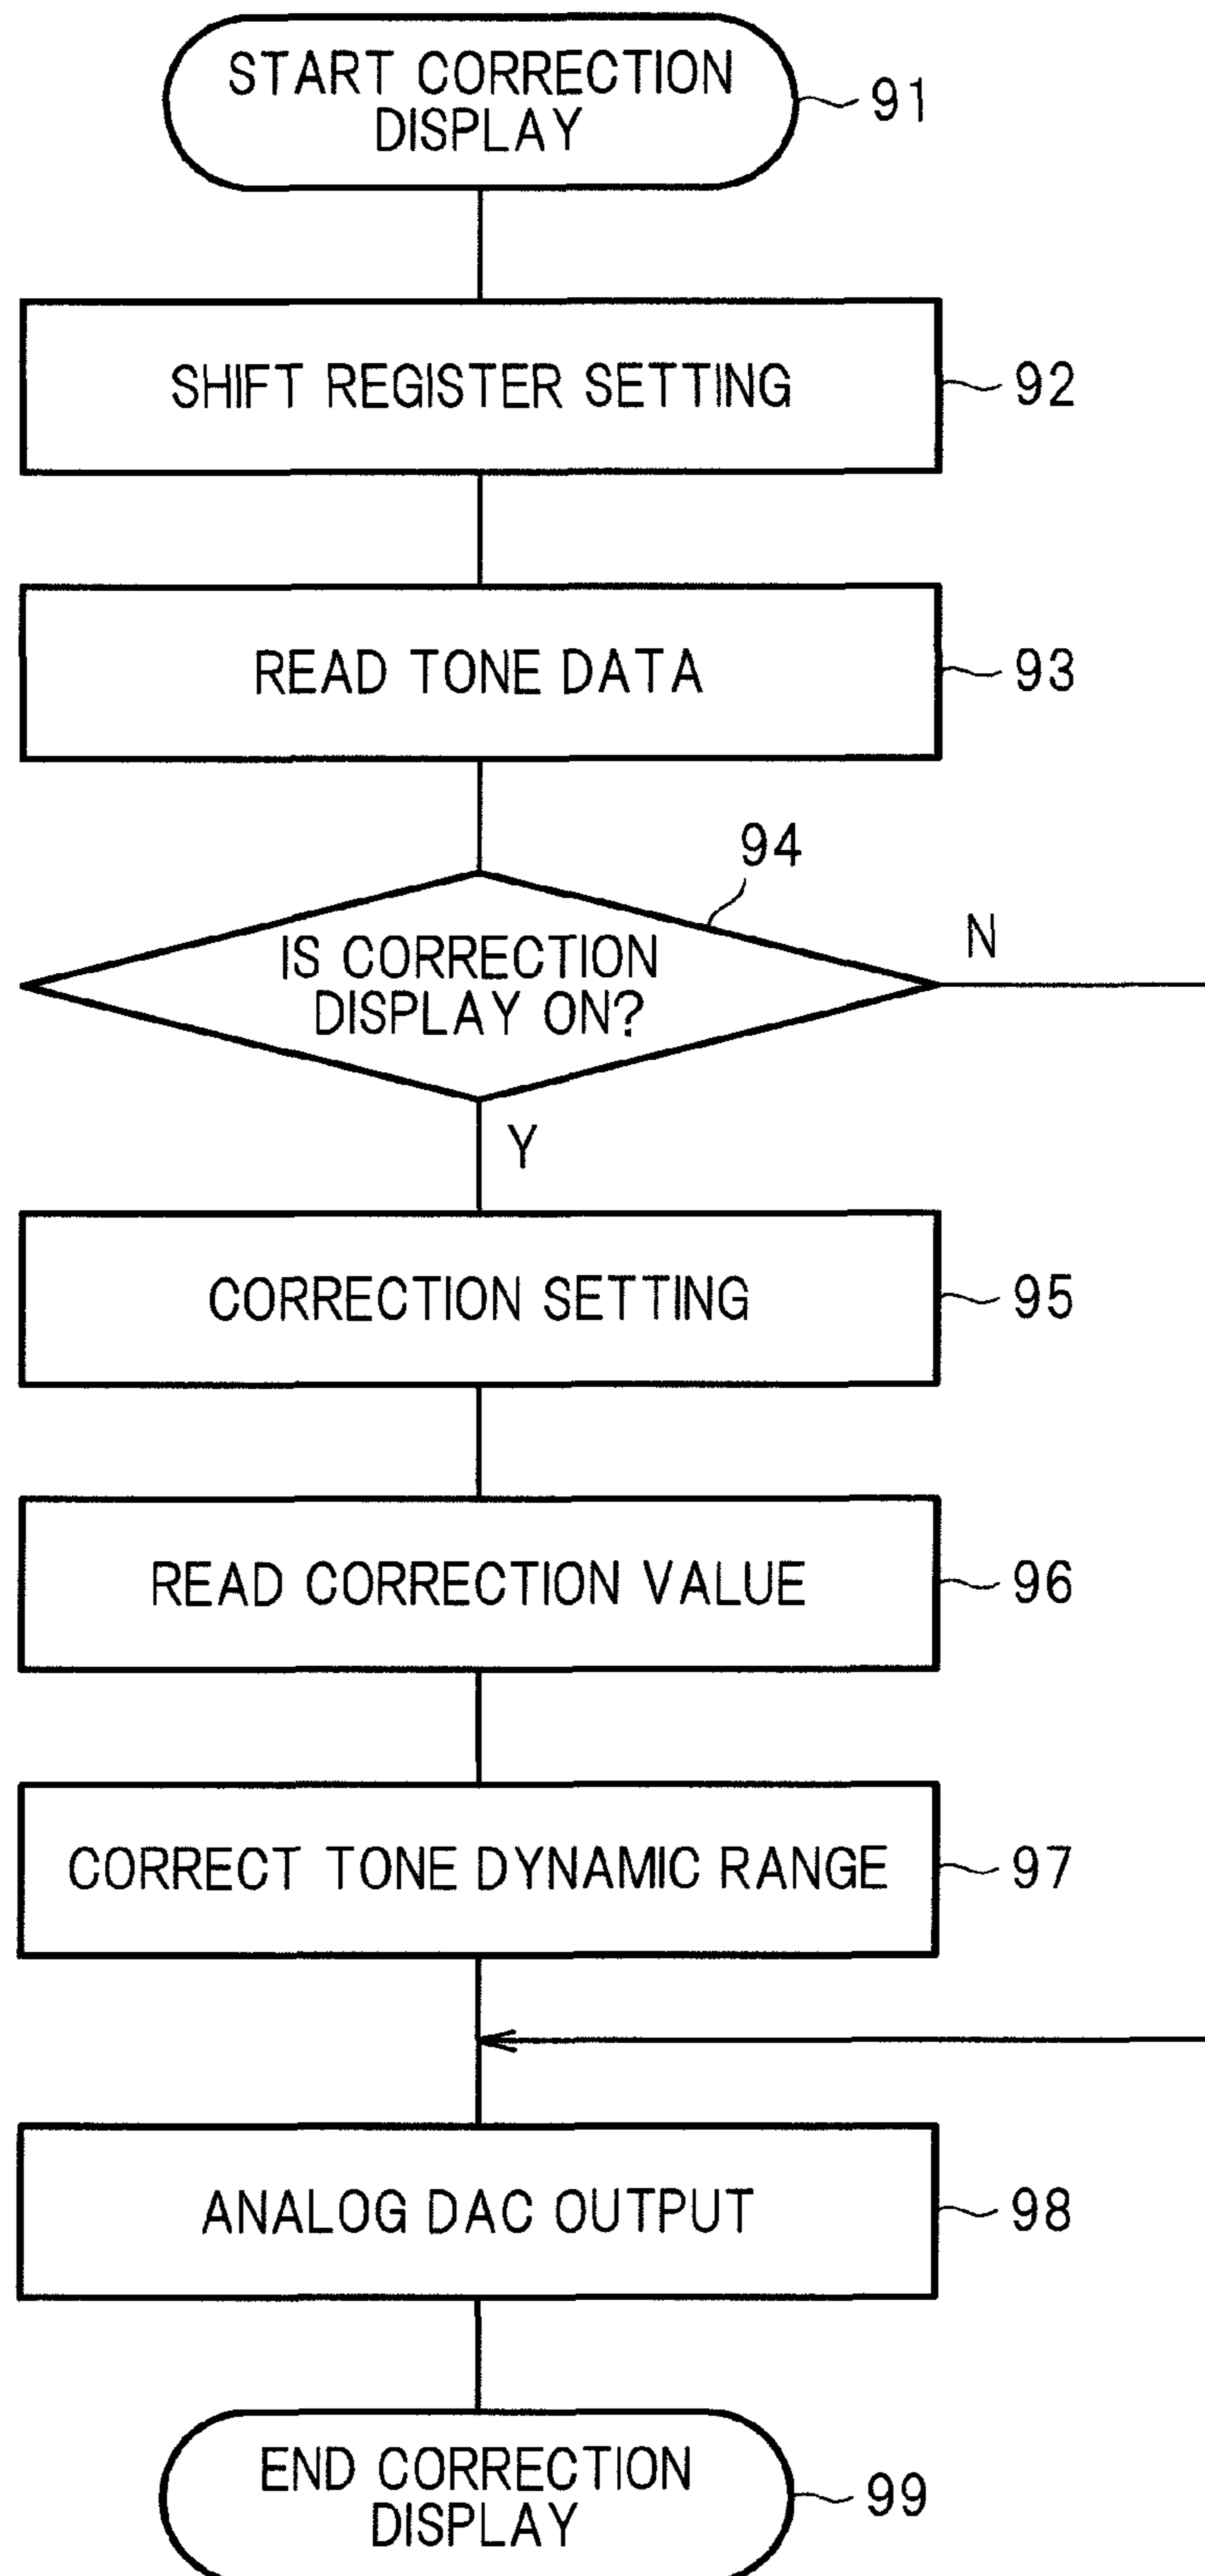 START CORRECTION
DISPLAY
91
SHIFT REGISTER SETTING
92
READ TONE DATA
93
94
IS CORRECTION
DISPLAY ON?
N
Y
CORRECTION SETTING
95
READ CORRECTION VALUE
96
CORRECT TONE DYNAMIC RANGE
97
ANALOG DAC OUTPUT
98
END CORRECTION
DISPLAY
99